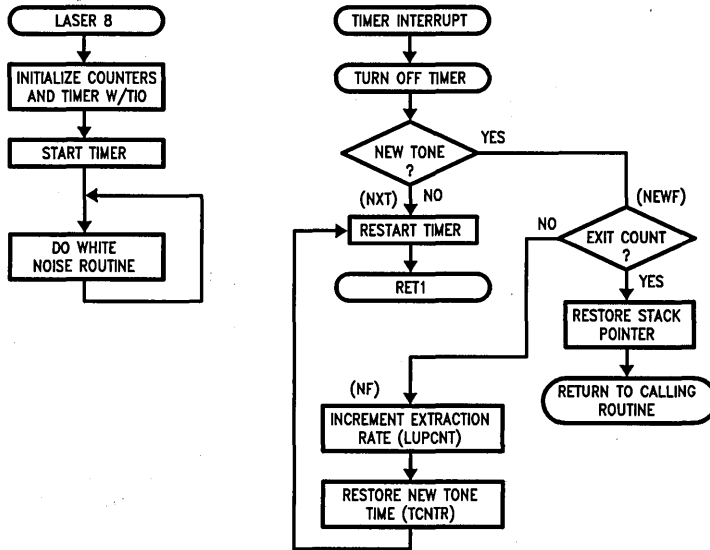 LASER 8
INITIALIZE COUNTERS
AND TIMER W/TIO
START TIMER
DO WHITE
NOISE ROUTINE
TIMER INTERRUPT
TURN OFF TIMER
NEW TONE
?
YES
(NXT)
NO
RESTART TIMER
RET1
(NEWF)
NO
EXIT COUNT
?
YES
RESTORE STACK
POINTER
RETURN TO CALLING
ROUTINE
(NF)
INCREMENT EXTRACTION
RATE (LUPCNT)
RESTORE NEW TONE
TIME (TCNTR)